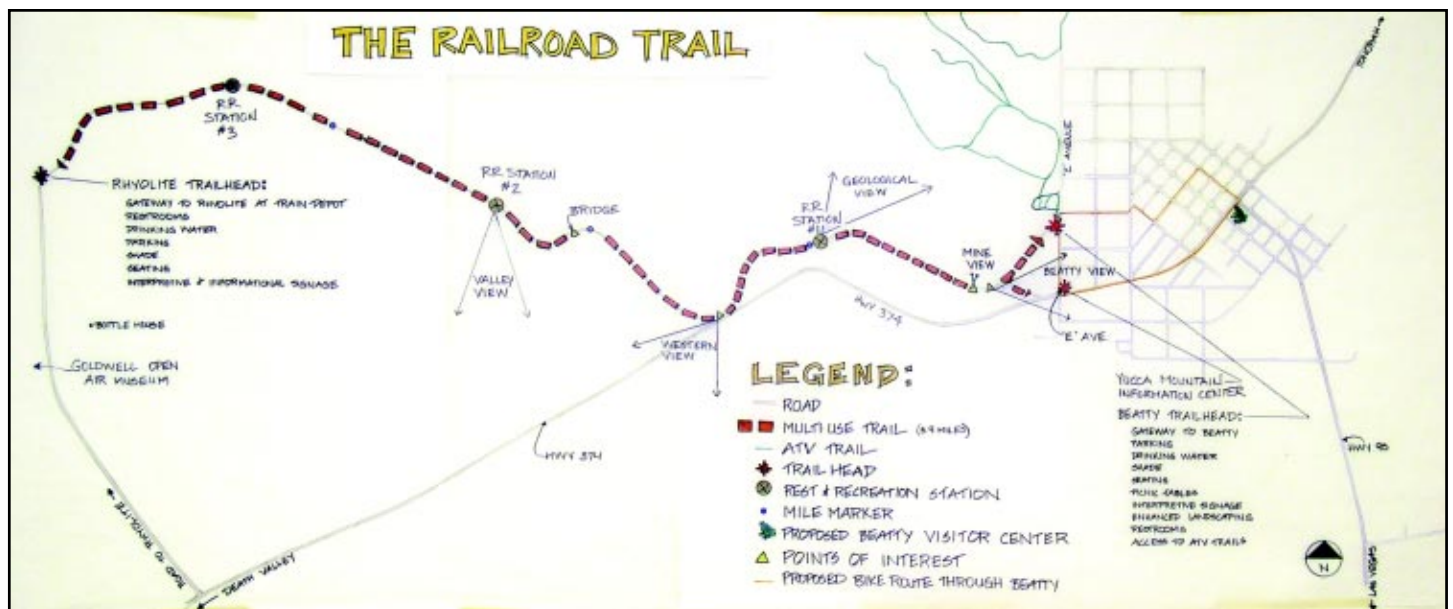 THE RAILROAD TRAIL
TONOPAH
RR
STATION
#3
RHYOLITE TRAILHEAD:
GATEWAY TO RHYOLITE AT TRAIN DEPOT
RESTROOMS
DRINKING WATER
PARKING
SHADE
SEATING
INTERPRETIVE & INFORMATIONAL SIGNAGE
BOTTLE HOUSE
GOLDWELL OPEN
AIR MUSEUM
ROAD TO RHYOLITE
DEATH VALLEY
RR STATION
#2
VALLEY
VIEW
BRIDGE
WESTERN
VIEW
HWY 374
RR
STATION
GEOLOGICAL
VIEW
HWY 374
MINE
VIEW
BEATTY VIEW
'E' AVENUE
'E' AVE
LEGEND:
ROAD
MULTI USE TRAIL
ATV TRAIL
TRAIL HEAD
REST & RECREATION STATION
MILE MARKER
PROPOSED BEATTY VISITOR CENTER
POINTS OF INTEREST
PROPOSED BIKE ROUTE THROUGH BEATTY
YUCCA MOUNTAIN
INFORMATION CENTER
BEATTY TRAILHEAD:
GATEWAY TO BEATTY
PARKING
DRINKING WATER
SHADE
SEATING
PICNIC TABLES
INTERPRETIVE SIGNAGE
ENHANCED LANDSCAPING
RESTROOMS
ACCESS TO ATV TRAILS
HWY 95
LAS VEGAS
N